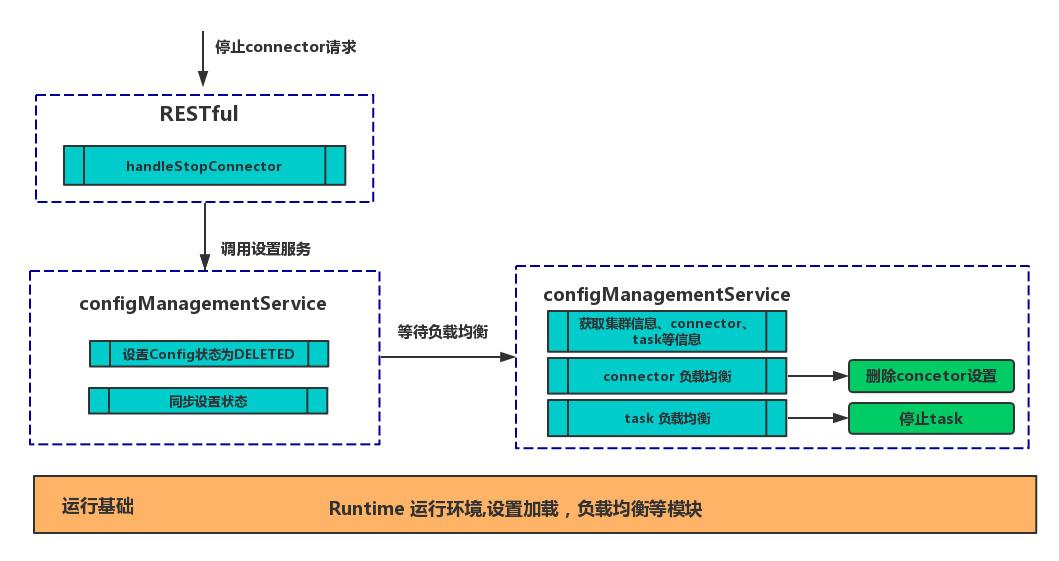 停止connector请求
RESTful
handleStopConnector
调用设置服务
configManagementService
设置Config状态为DELETED
同步设置状态
等待负载均衡
configManagementService
获取集群信息、connector、
task等信息
connector 负载均衡
删除concetor设置
task 负载均衡
停止task
运行基础
Runtime 运行环境,设置加载，负载均衡等模块